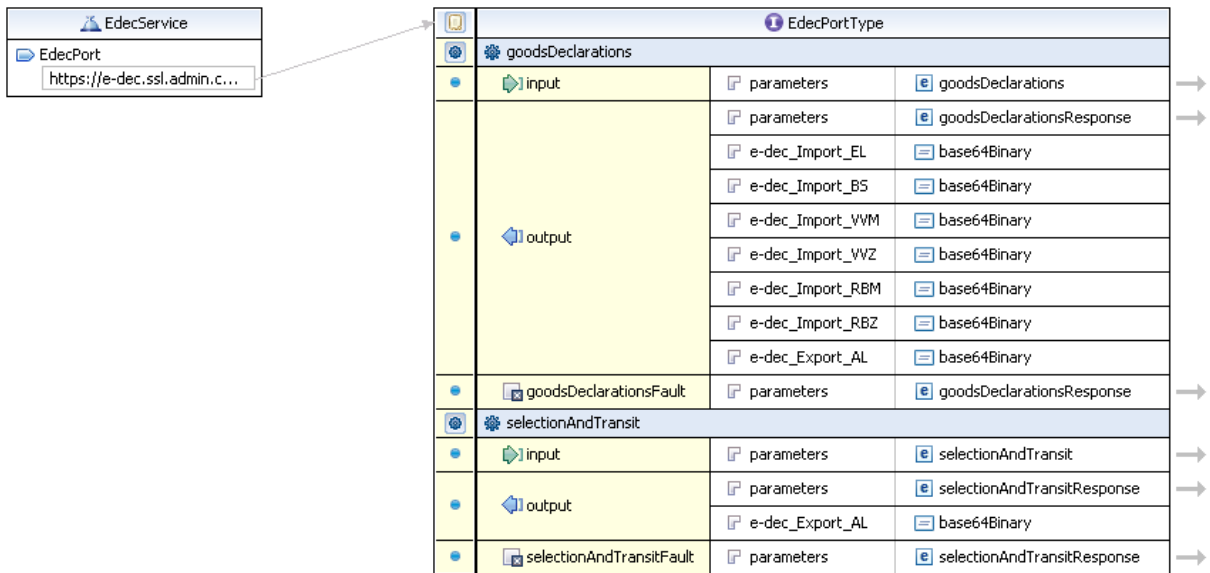 EdecService
EdecPort
https://e-dec.ssl.admin.c...
EdecPortType
goodsDeclarations
input parameters goodsDeclarations
parameters goodsDeclarationsResponse
e-dec_Import_EL base64Binary
e-dec_Import_BS base64Binary
e-dec_Import_VVM base64Binary
output e-dec_Import_VVZ base64Binary
e-dec_Import_RBM base64Binary
e-dec_Import_RBZ base64Binary
e-dec_Export_AL base64Binary
goodsDeclarationsFault parameters goodsDeclarationsResponse
selectionAndTransit
input parameters selectionAndTransit
output parameters selectionAndTransitResponse
e-dec_Export_AL base64Binary
selectionAndTransitFault parameters selectionAndTransitResponse